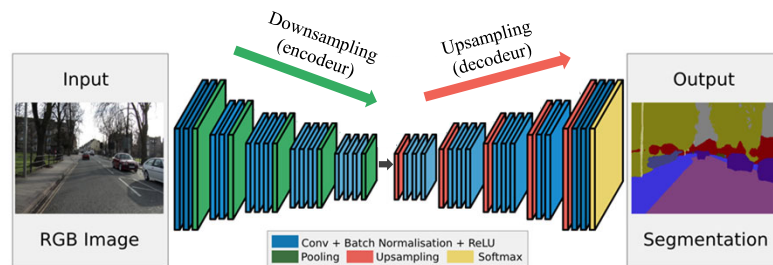 Downsampling
(encodeur)
Upsampling
(decodeur)
Input
RGB Image
Output
Segmentation
Conv + Batch Normalisation + ReLU
Pooling
Upsampling
Softmax